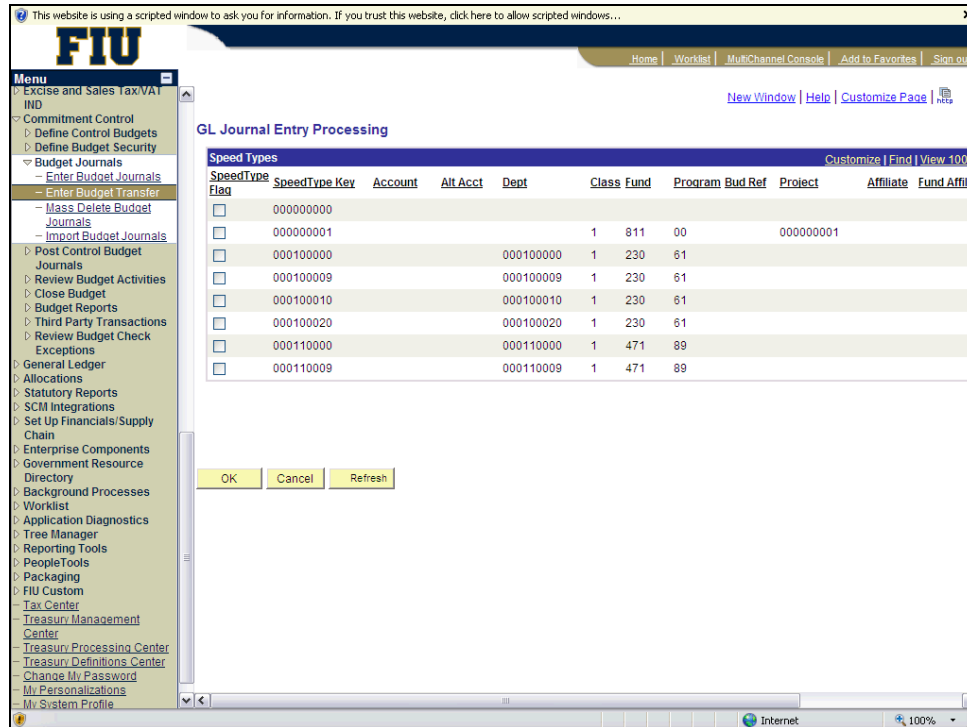 This website is using a scripted window to ask you for information. If you trust this website, click here to allow scripted windows...
FIU
Home | Worklist | MultiChannel Console | Add to Favorites | Sign ou
Menu
Excise and Sales Tax/VAT
IND
Commitment Control
Define Control Budgets
Define Budget Security
Budget Journals
– Enter Budget Journals
– Enter Budget Transfer
– Mass Delete Budget
Journals
– Import Budget Journals
Post Control Budget
Journals
Review Budget Activities
Close Budget
Budget Reports
Third Party Transactions
Review Budget Check
Exceptions
General Ledger
Allocations
Statutory Reports
SCM Integrations
Set Up Financials/Supply
Chain
Enterprise Components
Government Resource
Directory
Background Processes
Worklist
Application Diagnostics
Tree Manager
Reporting Tools
PeopleTools
Packaging
FIU Custom
– Tax Center
– Treasury Management
Center
– Treasury Processing Center
– Treasury Definitions Center
– Change My Password
– My Personalizations
– My System Profile
New Window | Help | Customize Page | http
GL Journal Entry Processing
Speed Types Customize | Find | View 100
SpeedType Flag SpeedType Key Account Alt Acct Dept Class Fund Program Bud Ref Project Affiliate Fund Affil
000000000
000000001 1 811 00 000000001
000100000 000100000 1 230 61
000100009 000100009 1 230 61
000100010 000100010 1 230 61
000100020 000100020 1 230 61
000110000 000110000 1 471 89
000110009 000110009 1 471 89
OK Cancel Refresh
Internet 100%